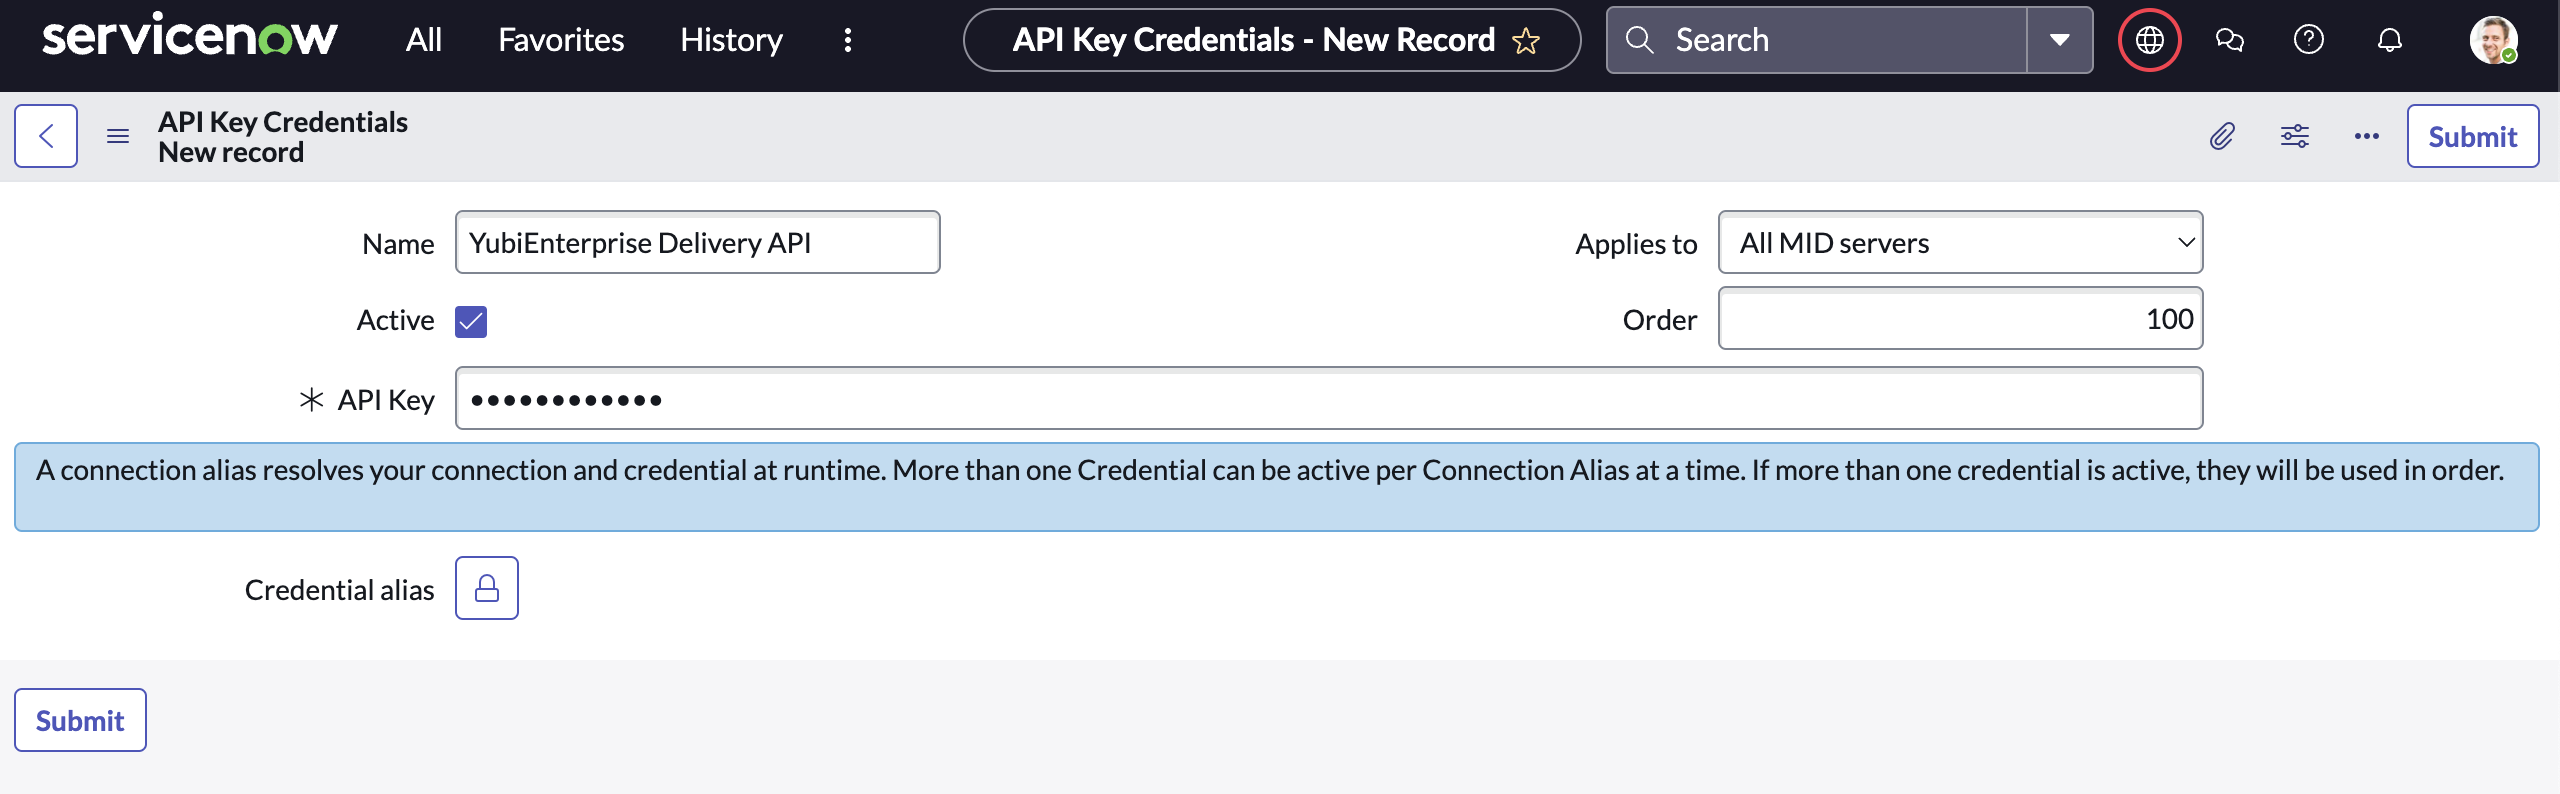 servicenow All Favorites History API Key Credentials - New Record Search
API Key Credentials
New record
Submit
Name YubiEnterprise Delivery API Applies to All MID servers
Active Order 100
API Key ••••••••••••
A connection alias resolves your connection and credential at runtime. More than one Credential can be active per Connection Alias at a time. If more than one credential is active, they will be used in order.
Credential alias
Submit